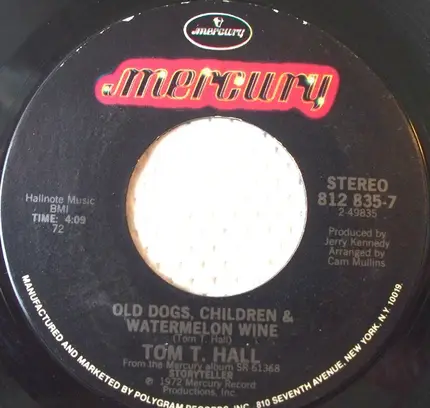 mercury
mercury
Hallnote Music
BMI
TIME: 4:09
72
STEREO
812 835-7
2-49835
Produced by
Jerry Kennedy
Arranged by
Cam Mullins
OLD DOGS, CHILDREN &
WATERMELON WINE
(Tom T. Hall)
TOM T. HALL
From the Mercury album SR-61368
STORYTELLER
℗ 1972 Mercury Record
Productions, Inc.
MANUFACTURED AND MARKETED BY POLYGRAM RECORDS, INC. 810 SEVENTH AVENUE, NEW YORK, N.Y. 10019.